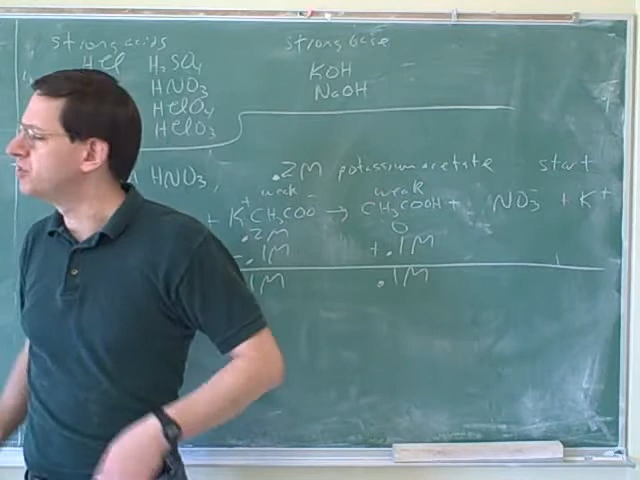 strong acids
strong base
HCl H₂SO₄
HNO₃
HClO₄
HClO₃
KOH
NaOH
HNO₃, .2M potassium acetate start
weak weak
+ K⁺CH₃COO⁻ → CH₃COOH + NO₃⁻ + K⁺
.2M 0
-.1M +.1M
.1M .1M